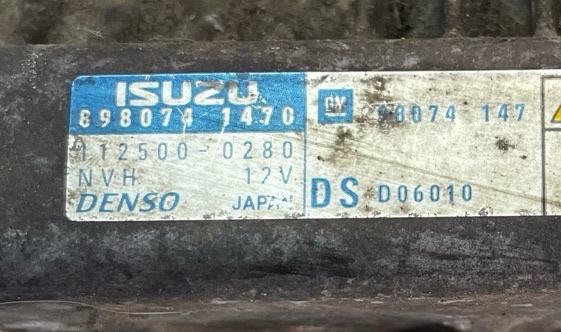 ISUZU
898074 1470
112500-0280
NVH 12V
DENSO JAPAN
GM 98074 147
DS D06010